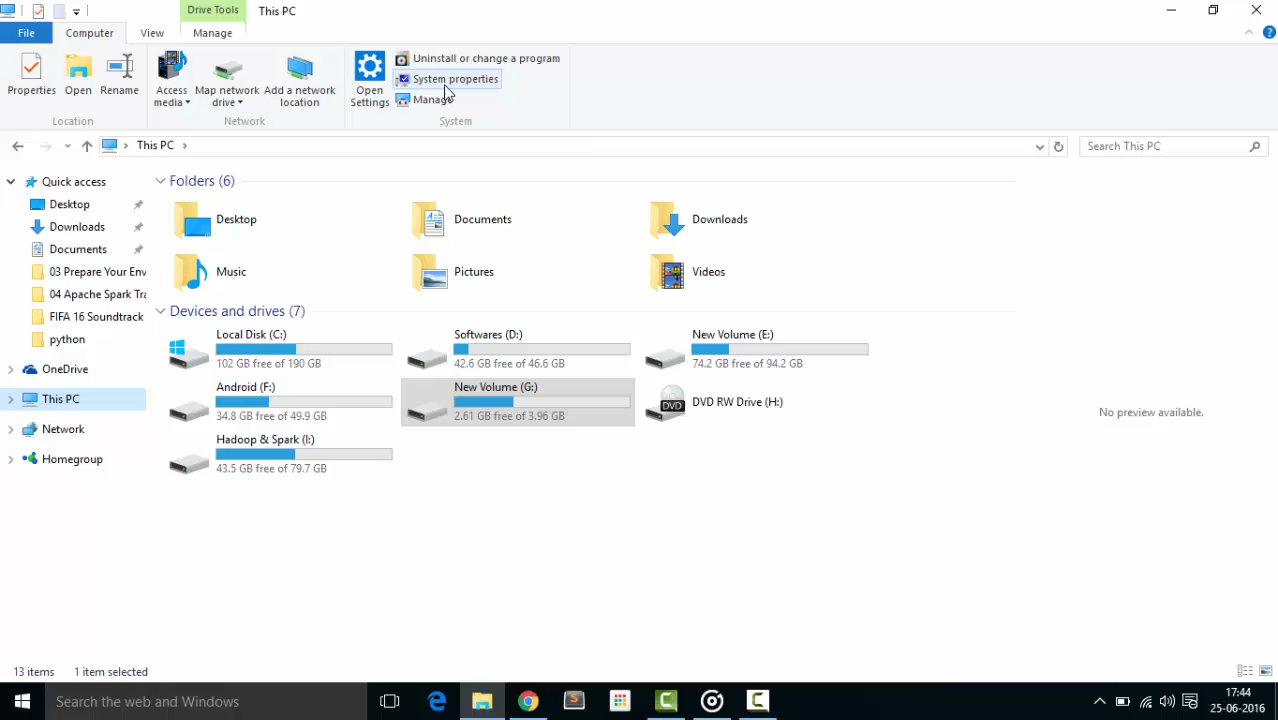 Drive Tools
This PC
File
Computer
View
Manage
Properties
Open
Rename
Access media
Map network drive
Add a network location
Open Settings
Uninstall or change a program
System properties
Manage
Location
Network
System
This PC
Search This PC
Quick access
Desktop
Downloads
Documents
03 Prepare Your Env
04 Apache Spark Tra
FIFA 16 Soundtrack
python
OneDrive
This PC
Network
Homegroup
Folders (6)
Desktop
Documents
Downloads
Music
Pictures
Videos
Devices and drives (7)
Local Disk (C:)
102 GB free of 190 GB
Softwares (D:)
42.6 GB free of 46.6 GB
New Volume (E:)
74.2 GB free of 94.2 GB
Android (F:)
34.8 GB free of 49.9 GB
New Volume (G:)
2.61 GB free of 3.96 GB
DVD
DVD RW Drive (H:)
Hadoop & Spark (I:)
43.5 GB free of 79.7 GB
No preview available.
13 items
1 item selected
Search the web and Windows
17:44
25-06-2016